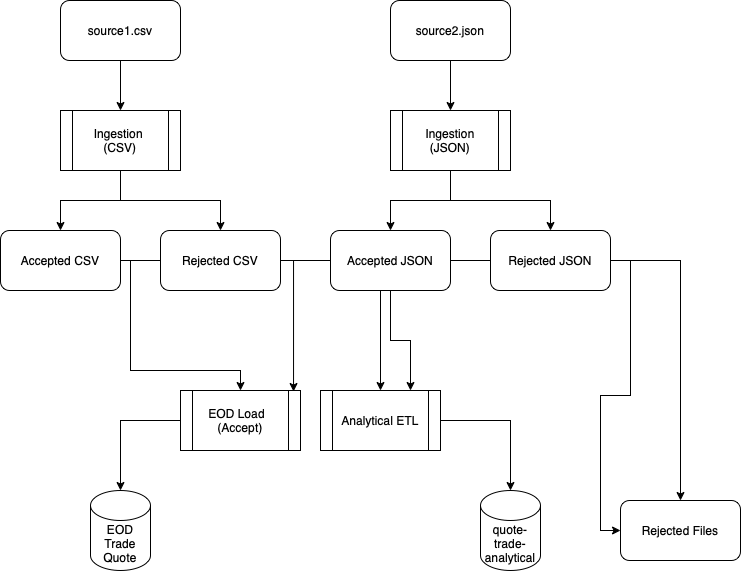 source1.csv
source2.json
Ingestion
(CSV)
Ingestion
(JSON)
Accepted CSV
Rejected CSV
Accepted JSON
Rejected JSON
EOD Load
(Accept)
Analytical ETL
EOD
Trade
Quote
quote-
trade-
analytical
Rejected Files